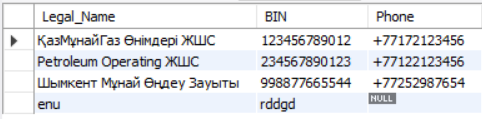 Legal_Name BIN Phone
ҚазМұнайГаз Өнімдері ЖШС 123456789012 +77172123456
Petroleum Operating ЖШС 234567890123 +77122123456
Шымкент Мұнай Өңдеу Зауыты 998877665544 +77252987654
enu rddgd NULL